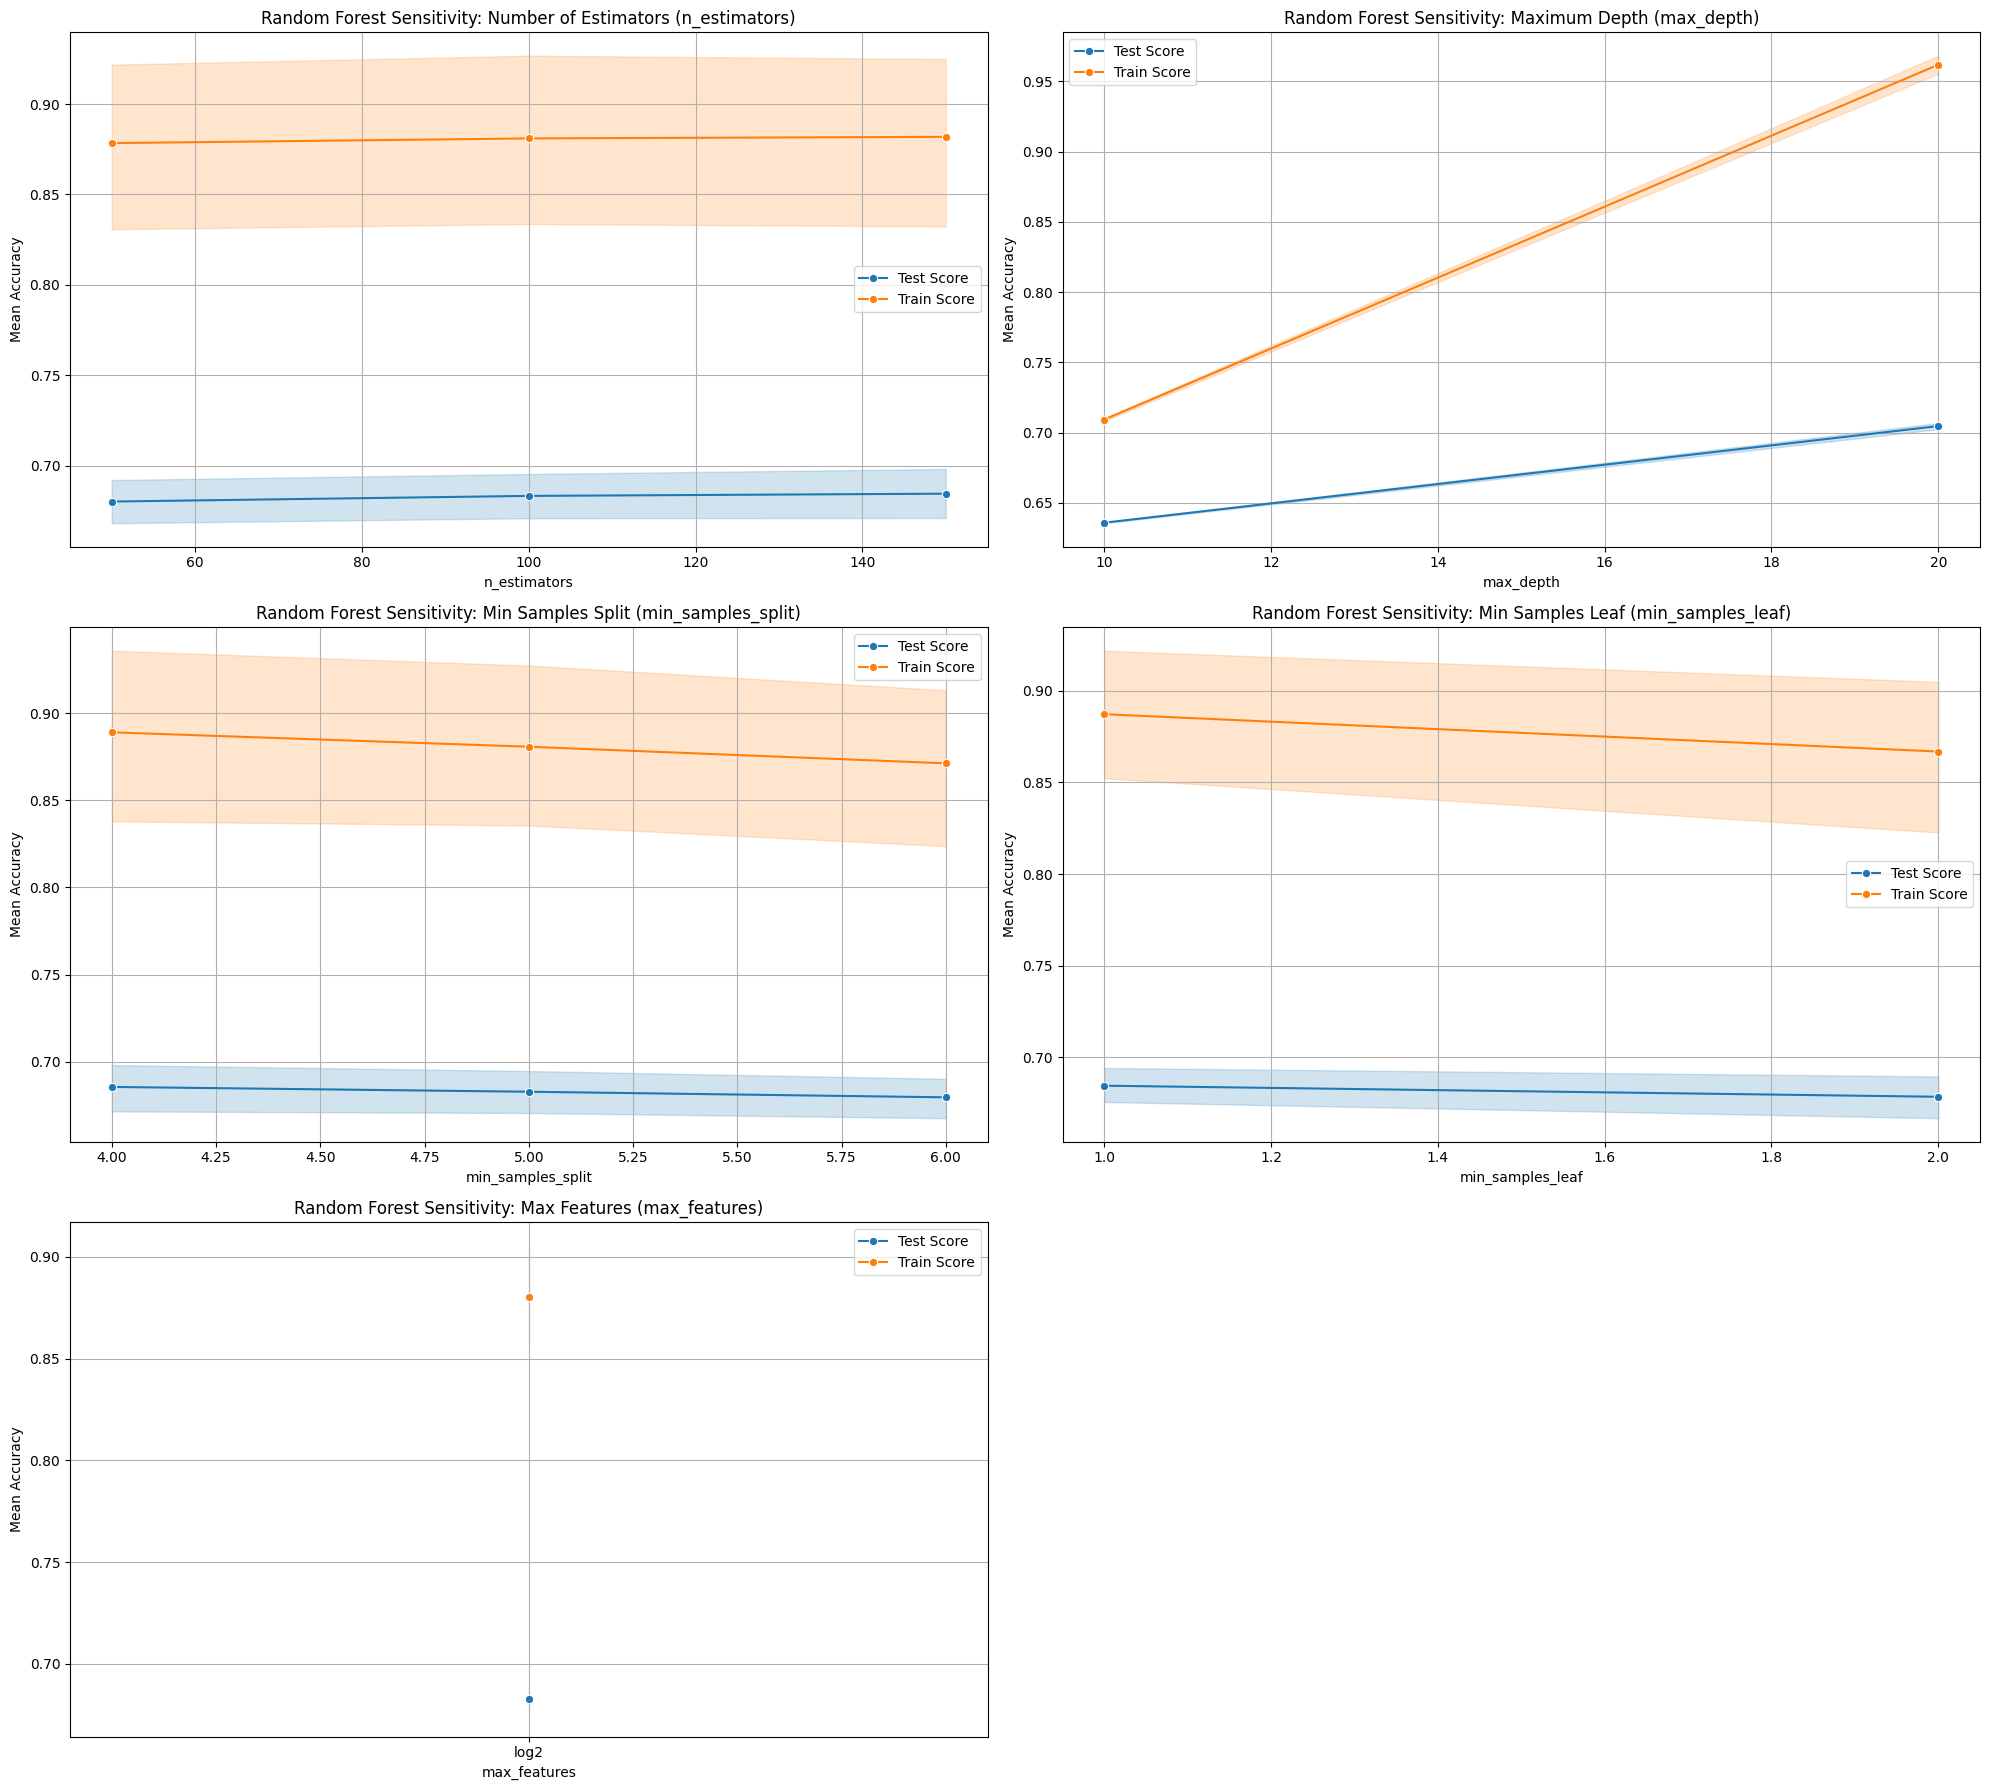 Random Forest Sensitivity: Number of Estimators (n_estimators)
Mean Accuracy
0.90
0.85
0.80
0.75
0.70
Test Score
Train Score
60 80 100 120 140
n_estimators
Random Forest Sensitivity: Maximum Depth (max_depth)
Test Score
Train Score
Mean Accuracy
0.95
0.90
0.85
0.80
0.75
0.70
0.65
10 12 14 16 18 20
max_depth
Random Forest Sensitivity: Min Samples Split (min_samples_split)
Test Score
Train Score
Mean Accuracy
0.90
0.85
0.80
0.75
0.70
4.00 4.25 4.50 4.75 5.00 5.25 5.50 5.75 6.00
min_samples_split
Random Forest Sensitivity: Min Samples Leaf (min_samples_leaf)
Mean Accuracy
0.90
0.85
0.80
0.75
0.70
Test Score
Train Score
1.0 1.2 1.4 1.6 1.8 2.0
min_samples_leaf
Random Forest Sensitivity: Max Features (max_features)
Test Score
Train Score
Mean Accuracy
0.90
0.85
0.80
0.75
0.70
log2
max_features